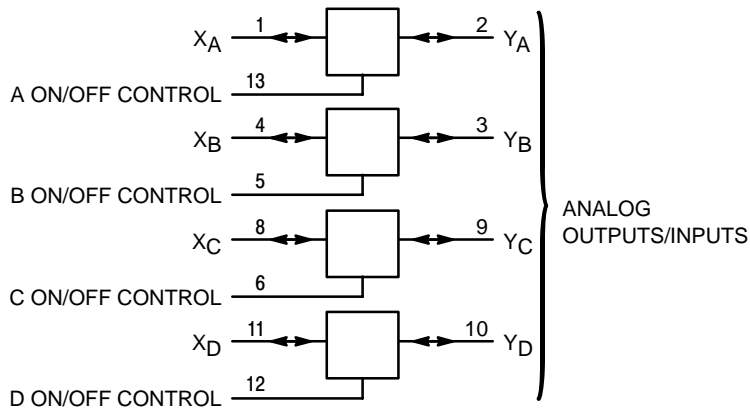 XA 1 2 YA
A ON/OFF CONTROL 13
XB 4 3 YB
B ON/OFF CONTROL 5
XC 8 9 YC
C ON/OFF CONTROL 6
XD 11 10 YD
D ON/OFF CONTROL 12
ANALOG
OUTPUTS/INPUTS